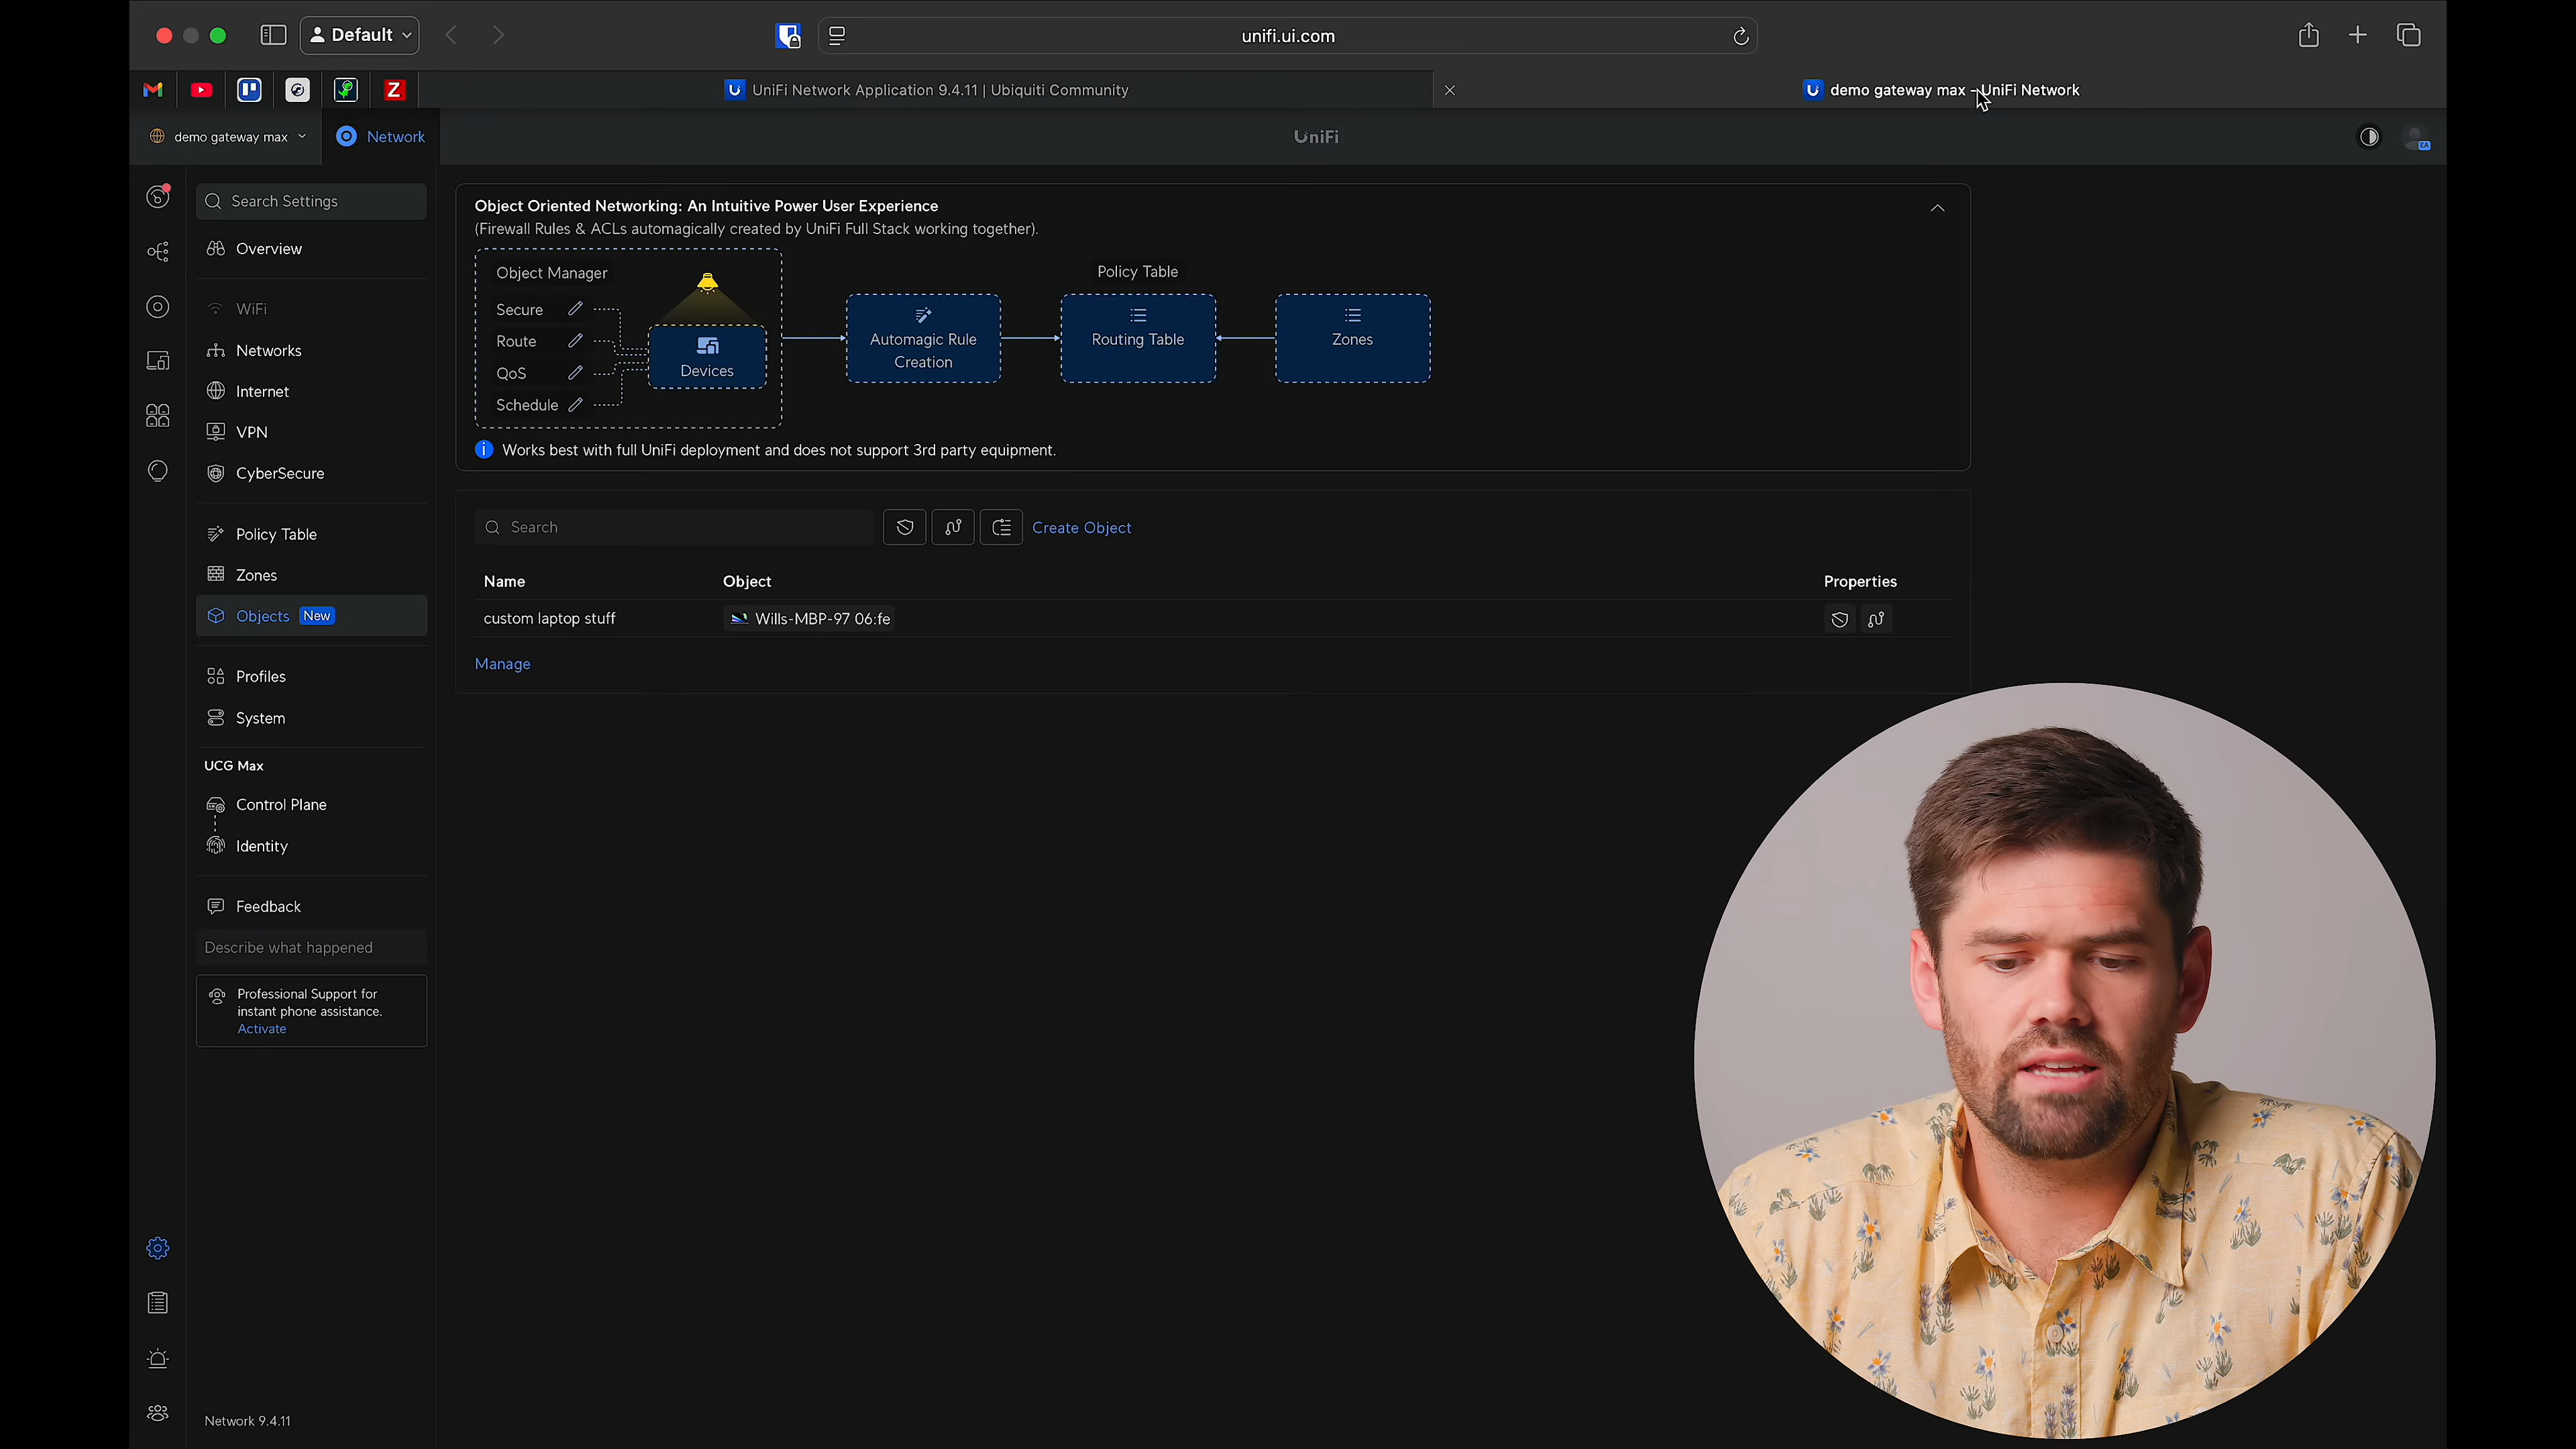 Default
unifi.ui.com
UniFi Network Application 9.4.11 | Ubiquiti Community
demo gateway max - UniFi Network
demo gateway max
Network
UniFi
EA
Search Settings
Overview
WiFi
Networks
Internet
VPN
CyberSecure
Policy Table
Zones
Objects New
Profiles
System
UCG Max
Control Plane
Identity
Feedback
Describe what happened
Professional Support for
instant phone assistance.
Activate
Network 9.4.11
Object Oriented Networking: An Intuitive Power User Experience
(Firewall Rules & ACLs automagically created by UniFi Full Stack working together).
Object Manager
Secure
Route
QoS
Schedule
Devices
Automagic Rule
Creation
Policy Table
Routing Table
Zones
Works best with full UniFi deployment and does not support 3rd party equipment.
Search
Create Object
Name Object Properties
custom laptop stuff Wills-MBP-97 06:fe
Manage